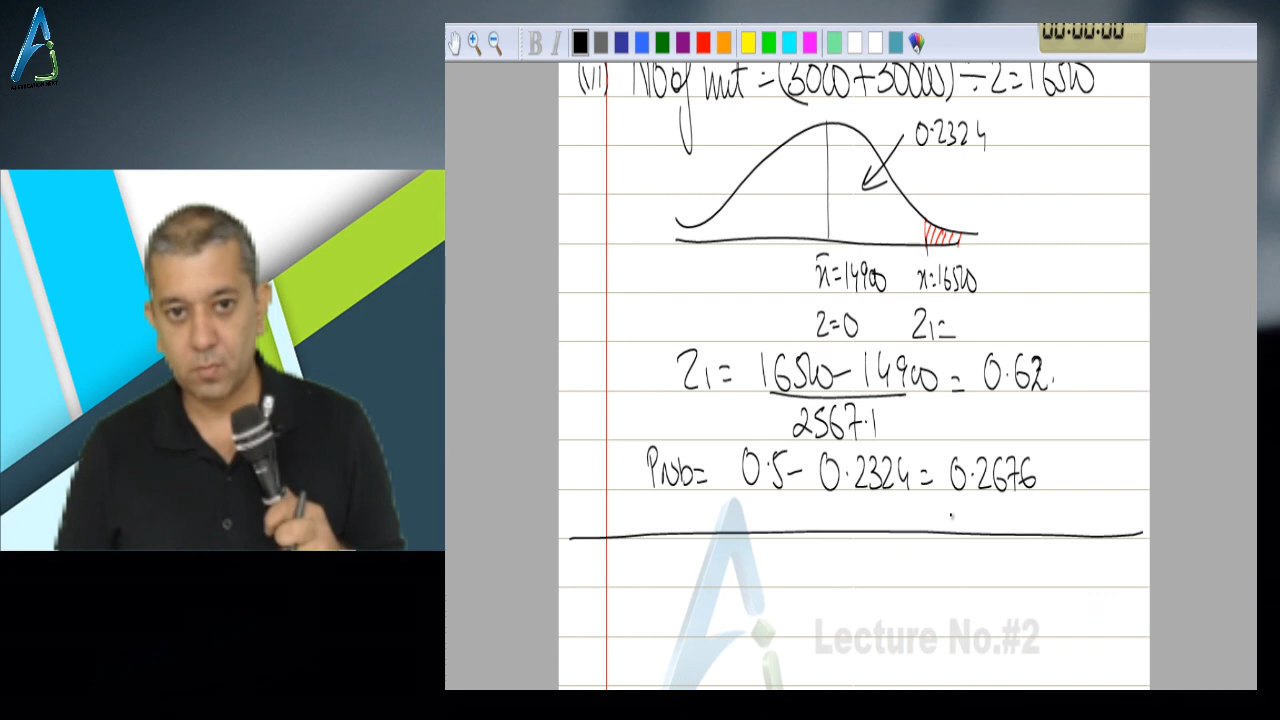 00:00:00
B I
(vii) No of unit = (3000+30000) ÷ 2 = 16500
0.2324
x̄=14900 x=16500
Z=0 Z1=
Z1= 16500-14900 = 0.62.
2567.1
Prob= 0.5- 0.2324 = 0.2676
Lecture No.#2